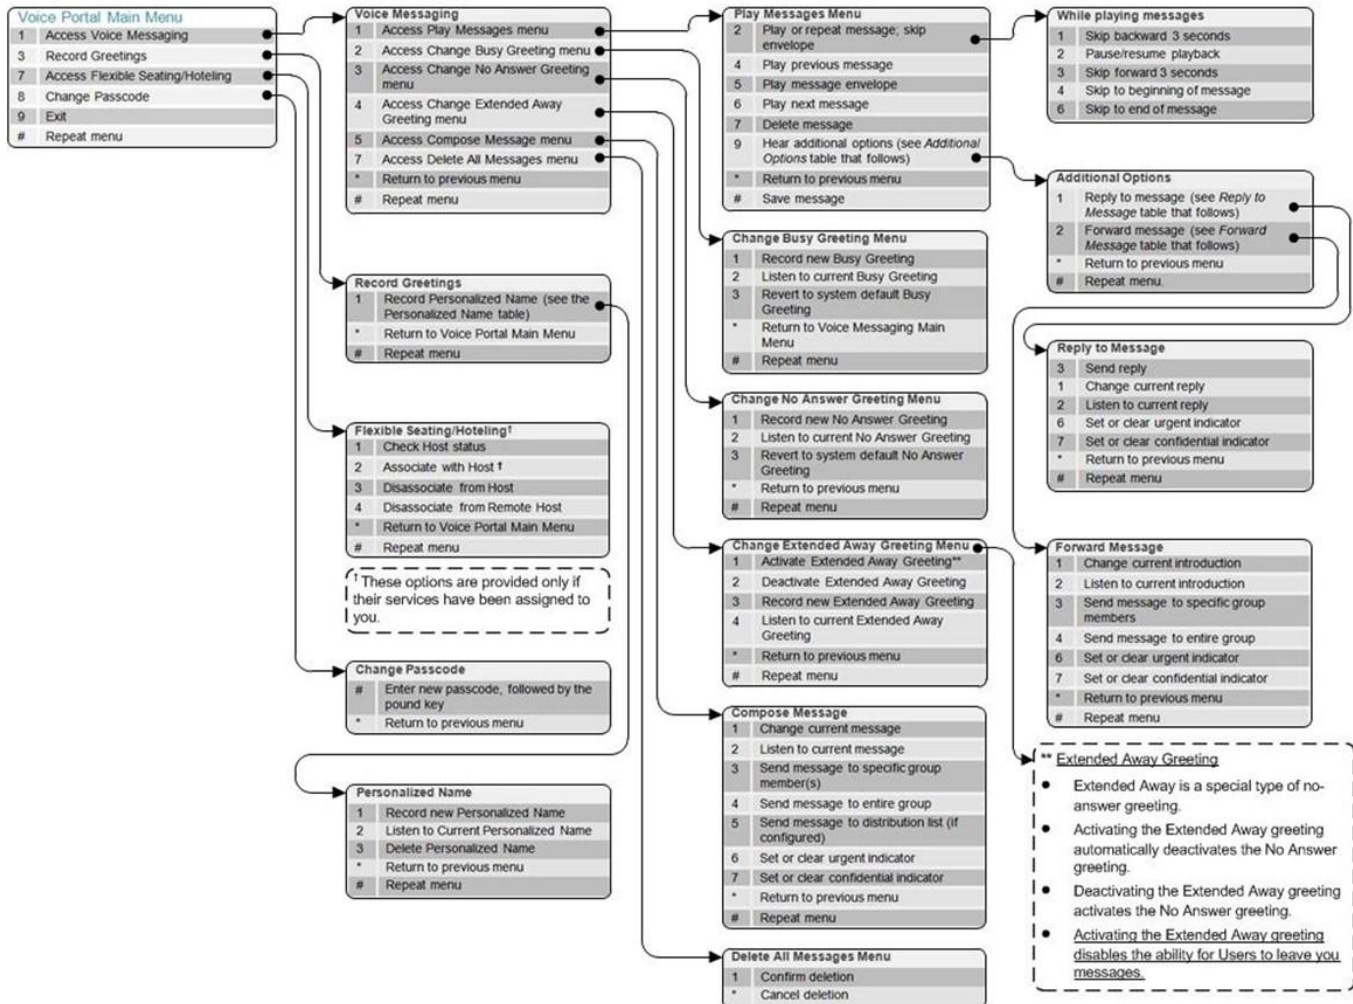 Voice Portal Main Menu
1 Access Voice Messaging
3 Record Greetings
7 Access Flexible Seating/Hoteling
8 Change Passcode
9 Exit
# Repeat menu
Voice Messaging
1 Access Play Messages menu
2 Access Change Busy Greeting menu
3 Access Change No Answer Greeting
menu
4 Access Change Extended Away
Greeting menu
5 Access Compose Message menu
7 Access Delete All Messages menu
* Return to previous menu
# Repeat menu
Record Greetings
1 Record Personalized Name (see the
Personalized Name table)
* Return to Voice Portal Main Menu
# Repeat menu
Flexible Seating/Hoteling†
1 Check Host status
2 Associate with Host †
3 Disassociate from Host
4 Disassociate from Remote Host
* Return to Voice Portal Main Menu
# Repeat menu
† These options are provided only if
their services have been assigned to
you.
Change Passcode
# Enter new passcode, followed by the
pound key
* Return to previous menu
Personalized Name
1 Record new Personalized Name
2 Listen to Current Personalized Name
3 Delete Personalized Name
* Return to previous menu
# Repeat menu
Play Messages Menu
2 Play or repeat message; skip
envelope
4 Play previous message
5 Play message envelope
6 Play next message
7 Delete message
9 Hear additional options (see Additional
Options table that follows)
* Return to previous menu
# Save message
Change Busy Greeting Menu
1 Record new Busy Greeting
2 Listen to current Busy Greeting
3 Revert to system default Busy
Greeting
* Return to Voice Messaging Main
Menu
# Repeat menu
Change No Answer Greeting Menu
1 Record new No Answer Greeting
2 Listen to current No Answer Greeting
3 Revert to system default No Answer
Greeting
* Return to previous menu
# Repeat menu
Change Extended Away Greeting Menu
1 Activate Extended Away Greeting**
2 Deactivate Extended Away Greeting
3 Record new Extended Away Greeting
4 Listen to current Extended Away
Greeting
* Return to previous menu
# Repeat menu
Compose Message
1 Change current message
2 Listen to current message
3 Send message to specific group
member(s)
4 Send message to entire group
5 Send message to distribution list (if
configured)
6 Set or clear urgent indicator
7 Set or clear confidential indicator
* Return to previous menu
# Repeat menu
Delete All Messages Menu
1 Confirm deletion
* Cancel deletion
While playing messages
1 Skip backward 3 seconds
2 Pause/resume playback
3 Skip forward 3 seconds
4 Skip to beginning of message
6 Skip to end of message
Additional Options
1 Reply to message (see Reply to
Message table that follows)
2 Forward message (see Forward
Message table that follows)
* Return to previous menu
# Repeat menu.
Reply to Message
3 Send reply
1 Change current reply
2 Listen to current reply
6 Set or clear urgent indicator
7 Set or clear confidential indicator
* Return to previous menu
# Repeat menu
Forward Message
1 Change current introduction
2 Listen to current introduction
3 Send message to specific group
members
4 Send message to entire group
6 Set or clear urgent indicator
7 Set or clear confidential indicator
* Return to previous menu
# Repeat menu
** Extended Away Greeting
● Extended Away is a special type of no-
answer greeting.
● Activating the Extended Away greeting
automatically deactivates the No Answer
greeting.
● Deactivating the Extended Away greeting
activates the No Answer greeting.
● Activating the Extended Away greeting
disables the ability for Users to leave you
messages.